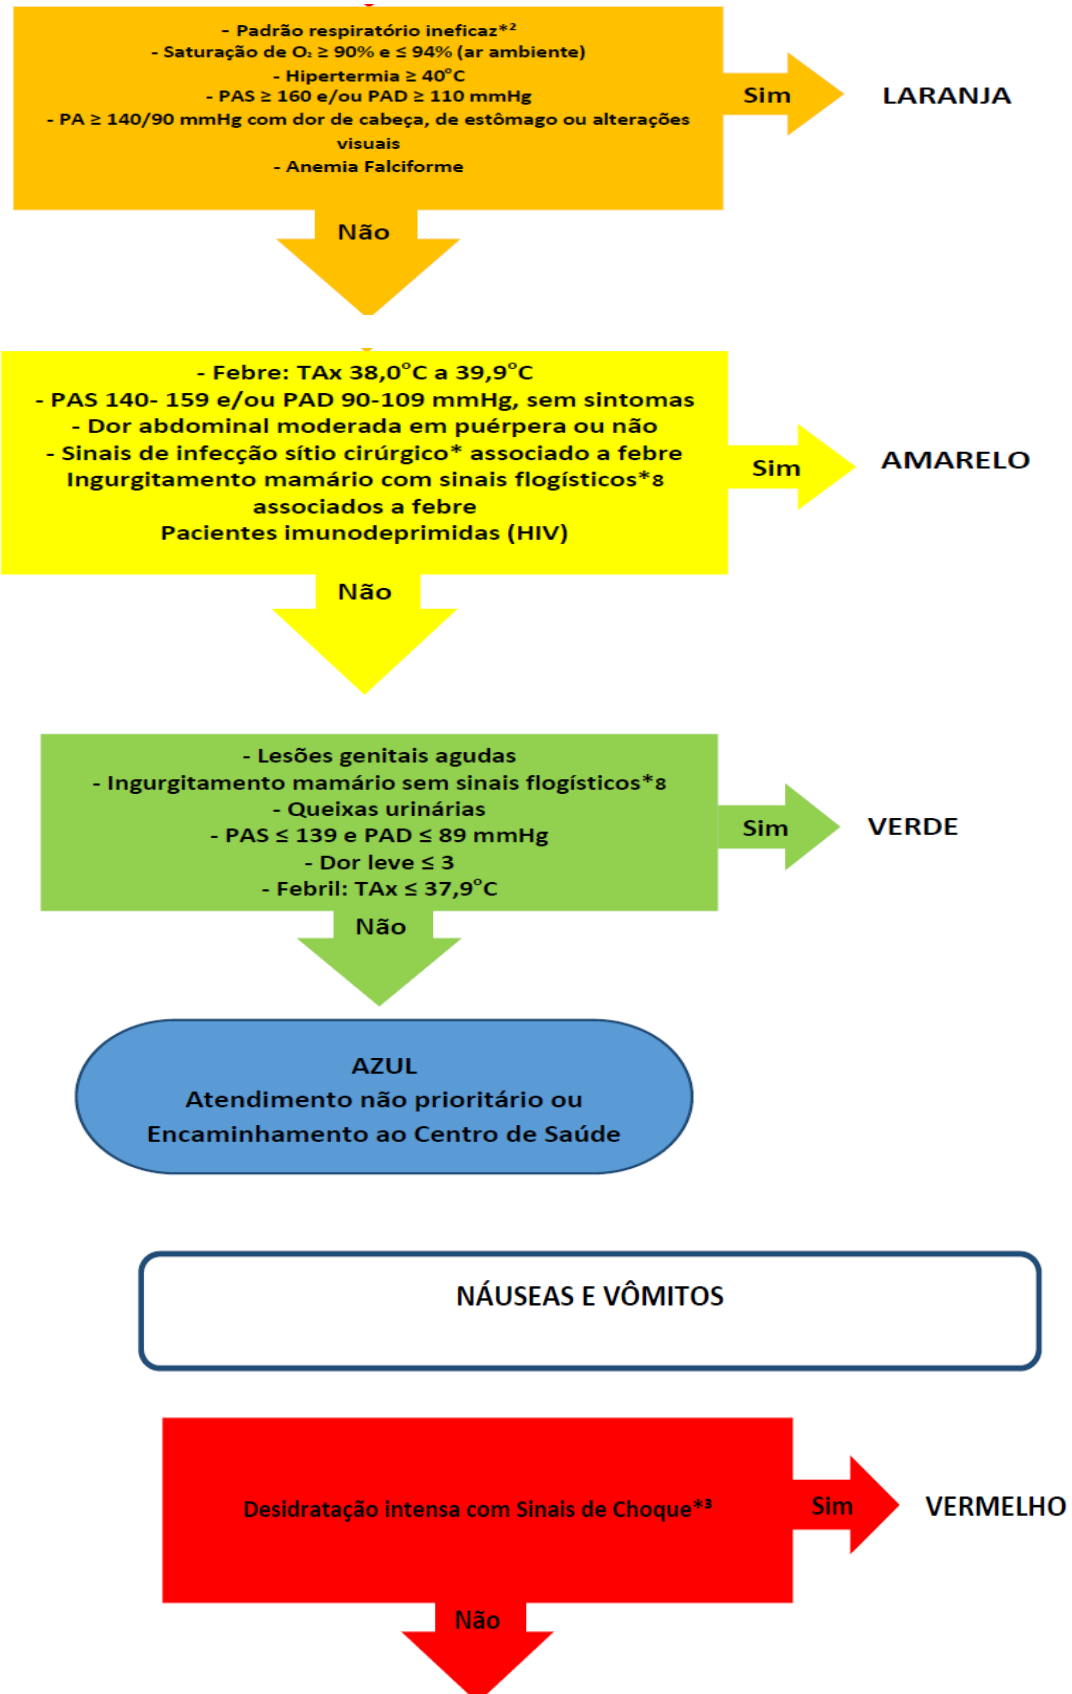 - Padrão respiratório ineficaz*²
- Saturação de O₂ ≥ 90% e ≤ 94% (ar ambiente)
- Hipertermia ≥ 40°C
- PAS ≥ 160 e/ou PAD ≥ 110 mmHg
- PA ≥ 140/90 mmHg com dor de cabeça, de estômago ou alterações
visuais
- Anemia Falciforme
Sim
LARANJA
Não
- Febre: TAx 38,0°C a 39,9°C
- PAS 140- 159 e/ou PAD 90-109 mmHg, sem sintomas
- Dor abdominal moderada em puérpera ou não
- Sinais de infecção sítio cirúrgico* associado a febre
Ingurgitamento mamário com sinais flogísticos*8
associados a febre
Pacientes imunodeprimidas (HIV)
Sim
AMARELO
Não
- Lesões genitais agudas
- Ingurgitamento mamário sem sinais flogísticos*8
- Queixas urinárias
- PAS ≤ 139 e PAD ≤ 89 mmHg
- Dor leve ≤ 3
- Febril: TAx ≤ 37,9°C
Sim
VERDE
Não
AZUL
Atendimento não prioritário ou
Encaminhamento ao Centro de Saúde
NÁUSEAS E VÔMITOS
Desidratação intensa com Sinais de Choque*³
Sim
VERMELHO
Não